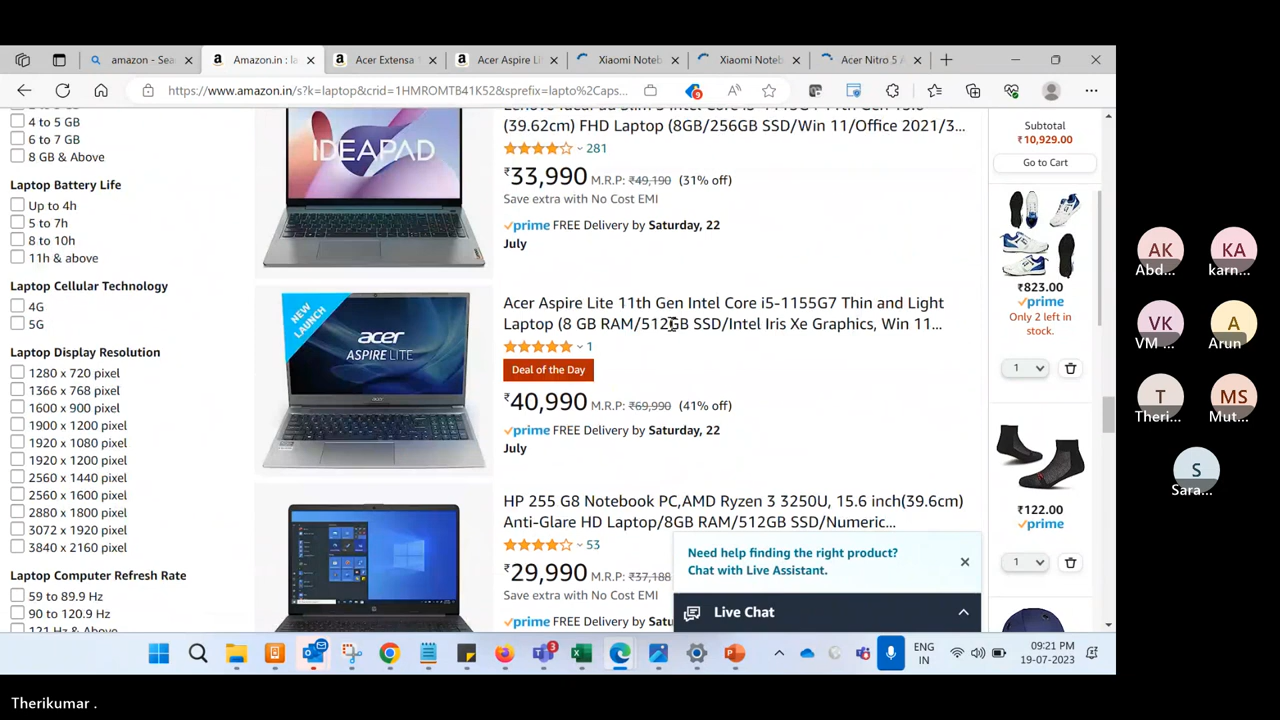 amazon - Sea
Amazon.in : la
Acer Extensa 1
Acer Aspire Li
Xiaomi Noteb
Xiaomi Noteb
Acer Nitro 5 A
https://www.amazon.in/s?k=laptop&crid=1HMROMTB41K52&sprefix=lapto%2Caps...
4 to 5 GB
6 to 7 GB
8 GB & Above
Laptop Battery Life
Up to 4h
5 to 7h
8 to 10h
11h & above
Laptop Cellular Technology
4G
5G
Laptop Display Resolution
1280 x 720 pixel
1366 x 768 pixel
1600 x 900 pixel
1900 x 1200 pixel
1920 x 1080 pixel
1920 x 1200 pixel
2560 x 1440 pixel
2560 x 1600 pixel
2880 x 1800 pixel
3072 x 1920 pixel
3840 x 2160 pixel
Laptop Computer Refresh Rate
59 to 89.9 Hz
90 to 120.9 Hz
121 Hz & Above
IDEAPAD
(39.62cm) FHD Laptop (8GB/256GB SSD/Win 11/Office 2021/3...
281
₹33,990 M.R.P: ₹49,190 (31% off)
Save extra with No Cost EMI
prime FREE Delivery by Saturday, 22
July
NEW LAUNCH
acer
ASPIRE LITE
acer
Acer Aspire Lite 11th Gen Intel Core i5-1155G7 Thin and Light
Laptop (8 GB RAM/512GB SSD/Intel Iris Xe Graphics, Win 11...
1
Deal of the Day
₹40,990 M.R.P: ₹69,990 (41% off)
prime FREE Delivery by Saturday, 22
July
HP 255 G8 Notebook PC,AMD Ryzen 3 3250U, 15.6 inch(39.6cm)
Anti-Glare HD Laptop/8GB RAM/512GB SSD/Numeric...
53
₹29,990 M.R.P: ₹37,188
Save extra with No Cost EMI
prime FREE Delivery by Satu
Need help finding the right product?
Chat with Live Assistant.
Live Chat
Subtotal
₹10,929.00
Go to Cart
₹823.00
prime
Only 2 left in
stock.
1
₹122.00
prime
1
3
ENG
IN
09:21 PM
19-07-2023
AK
Abd...
KA
karn...
VK
VM ...
A
Arun
T
Theri...
MS
Mut...
S
Sara...
Therikumar .